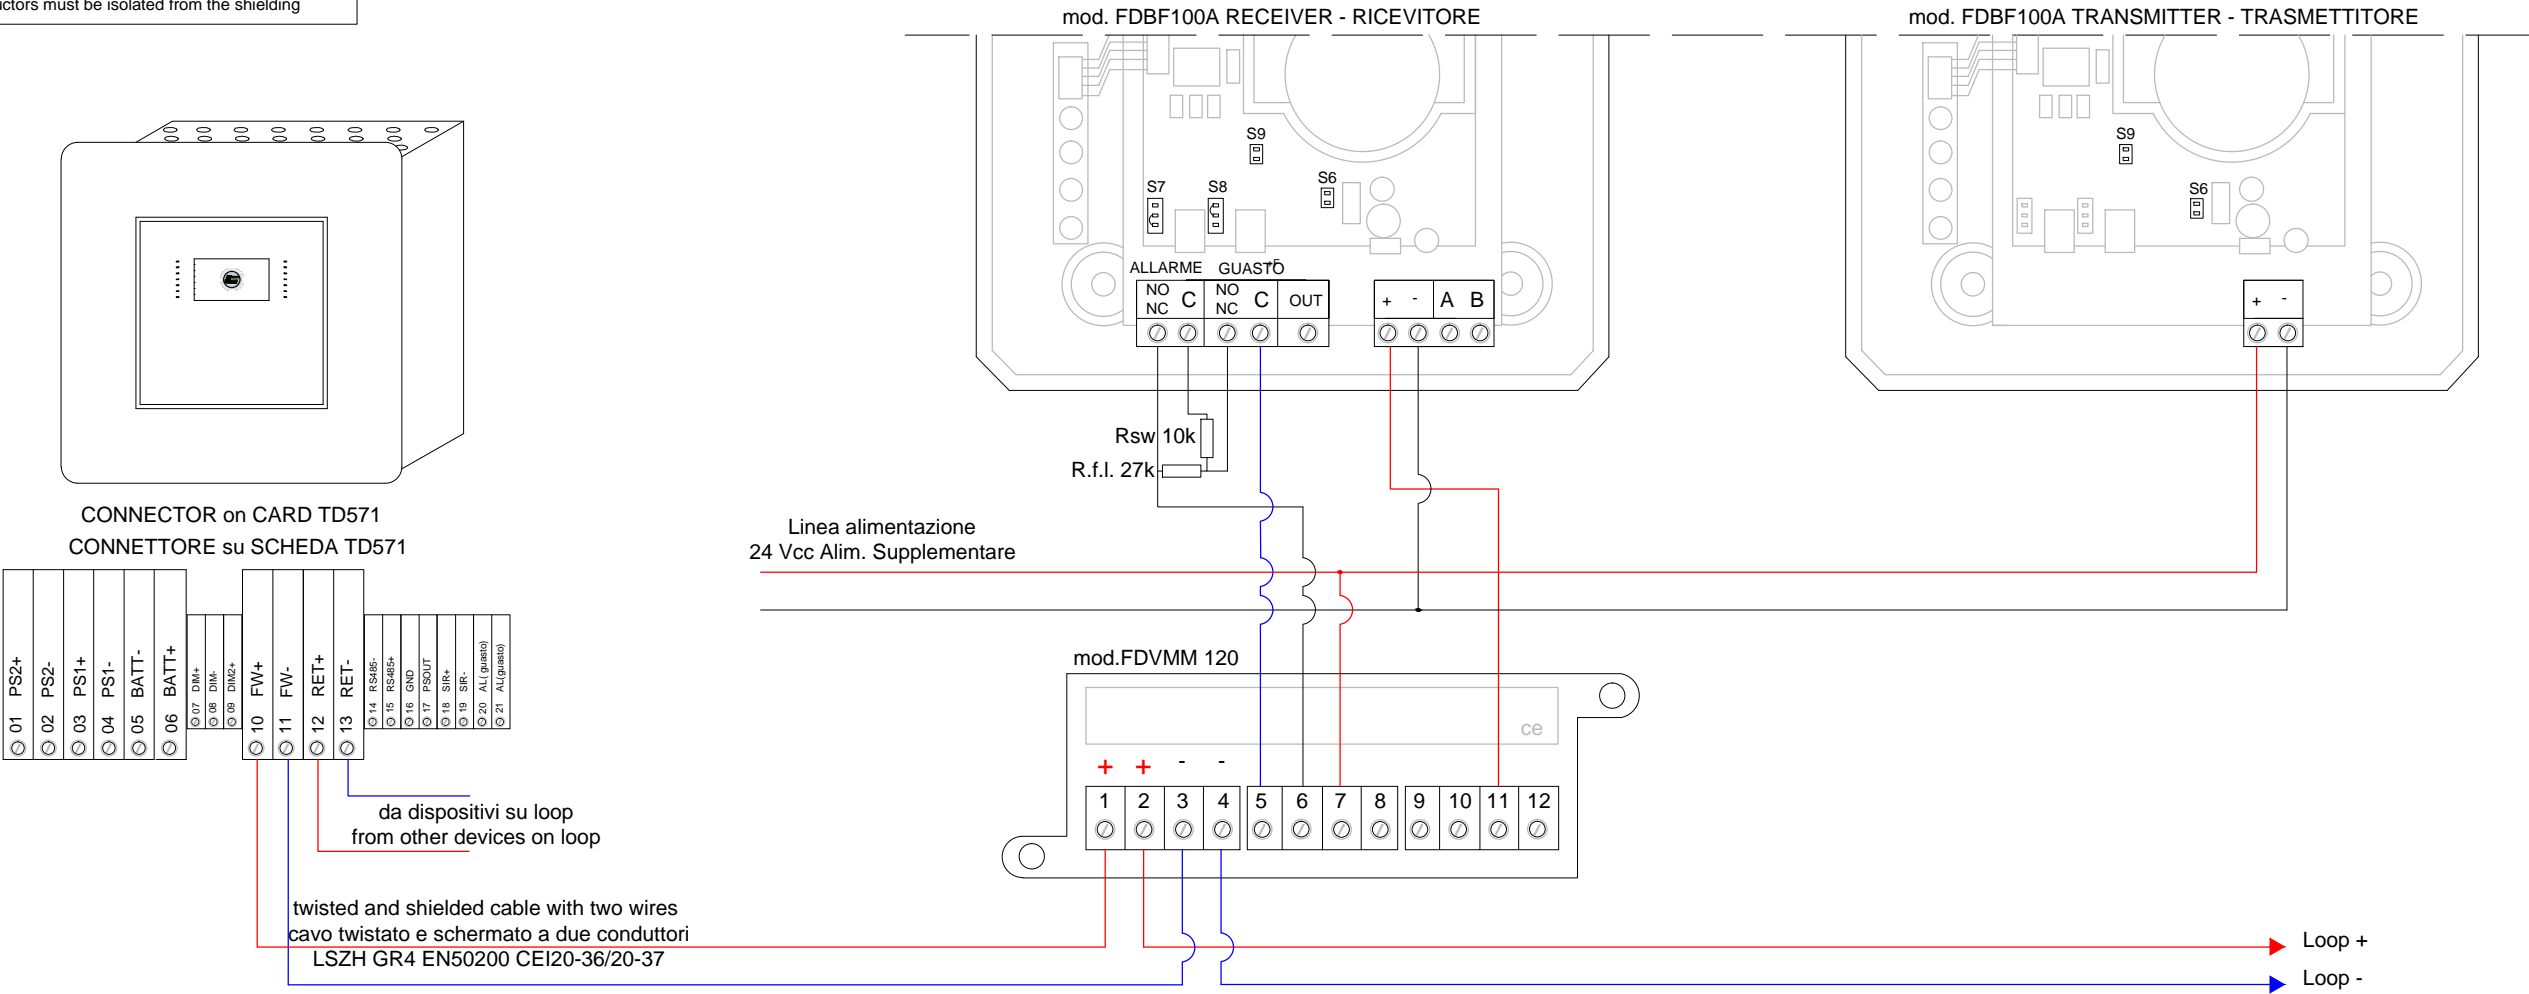 uctors must be isolated from the shielding
mod. FDBF100A RECEIVER - RICEVITORE
mod. FDBF100A TRANSMITTER - TRASMETTITORE
S9
S7
S8
S6
S9
S6
ALLARME
GUASTO
+F
NO
NC
C
NO
NC
C
OUT
+
-
A
B
+
-
Rsw 10k
R.f.l. 27k
CONNECTOR on CARD TD571
CONNETTORE su SCHEDA TD571
Linea alimentazione
24 Vcc Alim. Supplementare
01 PS2+
02 PS2-
03 PS1+
04 PS1-
05 BATT-
06 BATT+
07 DIM+
08 DIM-
09 DIM2+
10 FW+
11 FW-
12 RET+
13 RET-
14 RS485-
15 RS485+
16 GND
17 PSOUT
18 SIR+
19 SIR-
20 AL( guasto)
21 AL(guasto)
mod.FDVMM 120
ce
+ + - -
1 2 3 4 5 6 7 8 9 10 11 12
da dispositivi su loop
from other devices on loop
twisted and shielded cable with two wires
cavo twistato e schermato a due conduttori
LSZH GR4 EN50200 CEI20-36/20-37
Loop +
Loop -